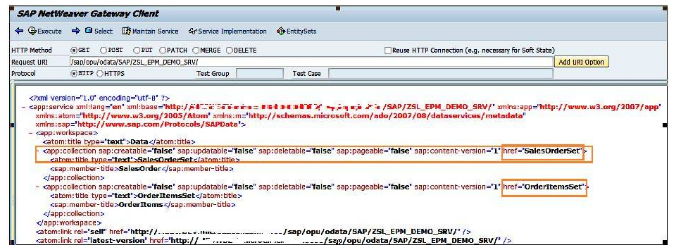 SAP NetWeaver Gateway Client
Execute Select Maintain Service Service Implementation EntitySets
HTTP Method GET POST PUT PATCH MERGE DELETE Reuse HTTP Connection (e.g. necessary for Soft State)
Request URI /sap/opu/odata/SAP/ZSL_EPM_DEMO_SRV/ Add URI Option
Protocol HTTP HTTPS Test Group Test Case
<?xml version="1.0" encoding="utf-8" ?>
- <app:service xml:lang="en" xml:base="http:/ /SAP/ZSL_EPM_DEMO_SRV/" xmlns:app="http://www.w3.org/2007/app"
xmlns:atom="http://www.w3.org/2005/Atom" xmlns:m="http://schemas.microsoft.com/ado/2007/08/dataservices/metadata"
xmlns:sap="http://www.sap.com/Protocols/SAPData">
- <app:workspace>
<atom:title type="text">Data</atom:title>
- <app:collection sap:creatable="false" sap:updatable="false" sap:deletable="false" sap:pageable="false" sap:content-version="1" href="SalesOrderSet">
<atom:title type="text">SalesOrderSet</atom:title>
<sap:member-title>SalesOrder</sap:member-title>
</app:collection>
- <app:collection sap:creatable="false" sap:updatable="false" sap:deletable="false" sap:pageable="false" sap:content-version="1" href="OrderItemsSet">
<atom:title type="text">OrderItemsSet</atom:title>
<sap:member-title>OrderItems</sap:member-title>
</app:collection>
</app:workspace>
<atom:link rel="self" href="http:/ /sap/opu/odata/SAP/ZSL_EPM_DEMO_SRV/" />
<atom:link rel="latest-version" href="http:// /sap/opu/odata/SAP/ZSL_EPM_DEMO_SRV/" />